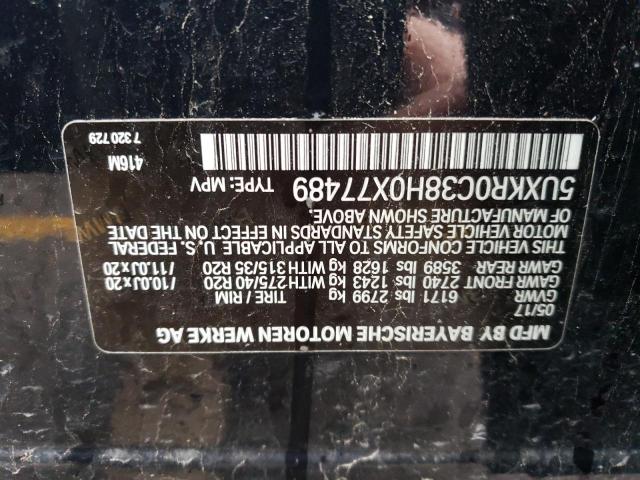 MFD BY BAYERISCHE MOTOREN WERKE AG
05/17 TIRE / RIM
GVWR 6171 lbs 2799 kg
GAWR FRONT 2740 lbs 1243 kg WITH 275/40 R20 /10.0J x 20
GAWR REAR 3589 lbs 1628 kg WITH 315/35 R20 /11.0J x 20
THIS VEHICLE CONFORMS TO ALL APPLICABLE U.S. FEDERAL
MOTOR VEHICLE SAFETY STANDARDS IN EFFECT ON THE DATE
OF MANUFACTURE SHOWN ABOVE.
5UXKR0C38H0X77489 TYPE: MPV 416M
7 320 729